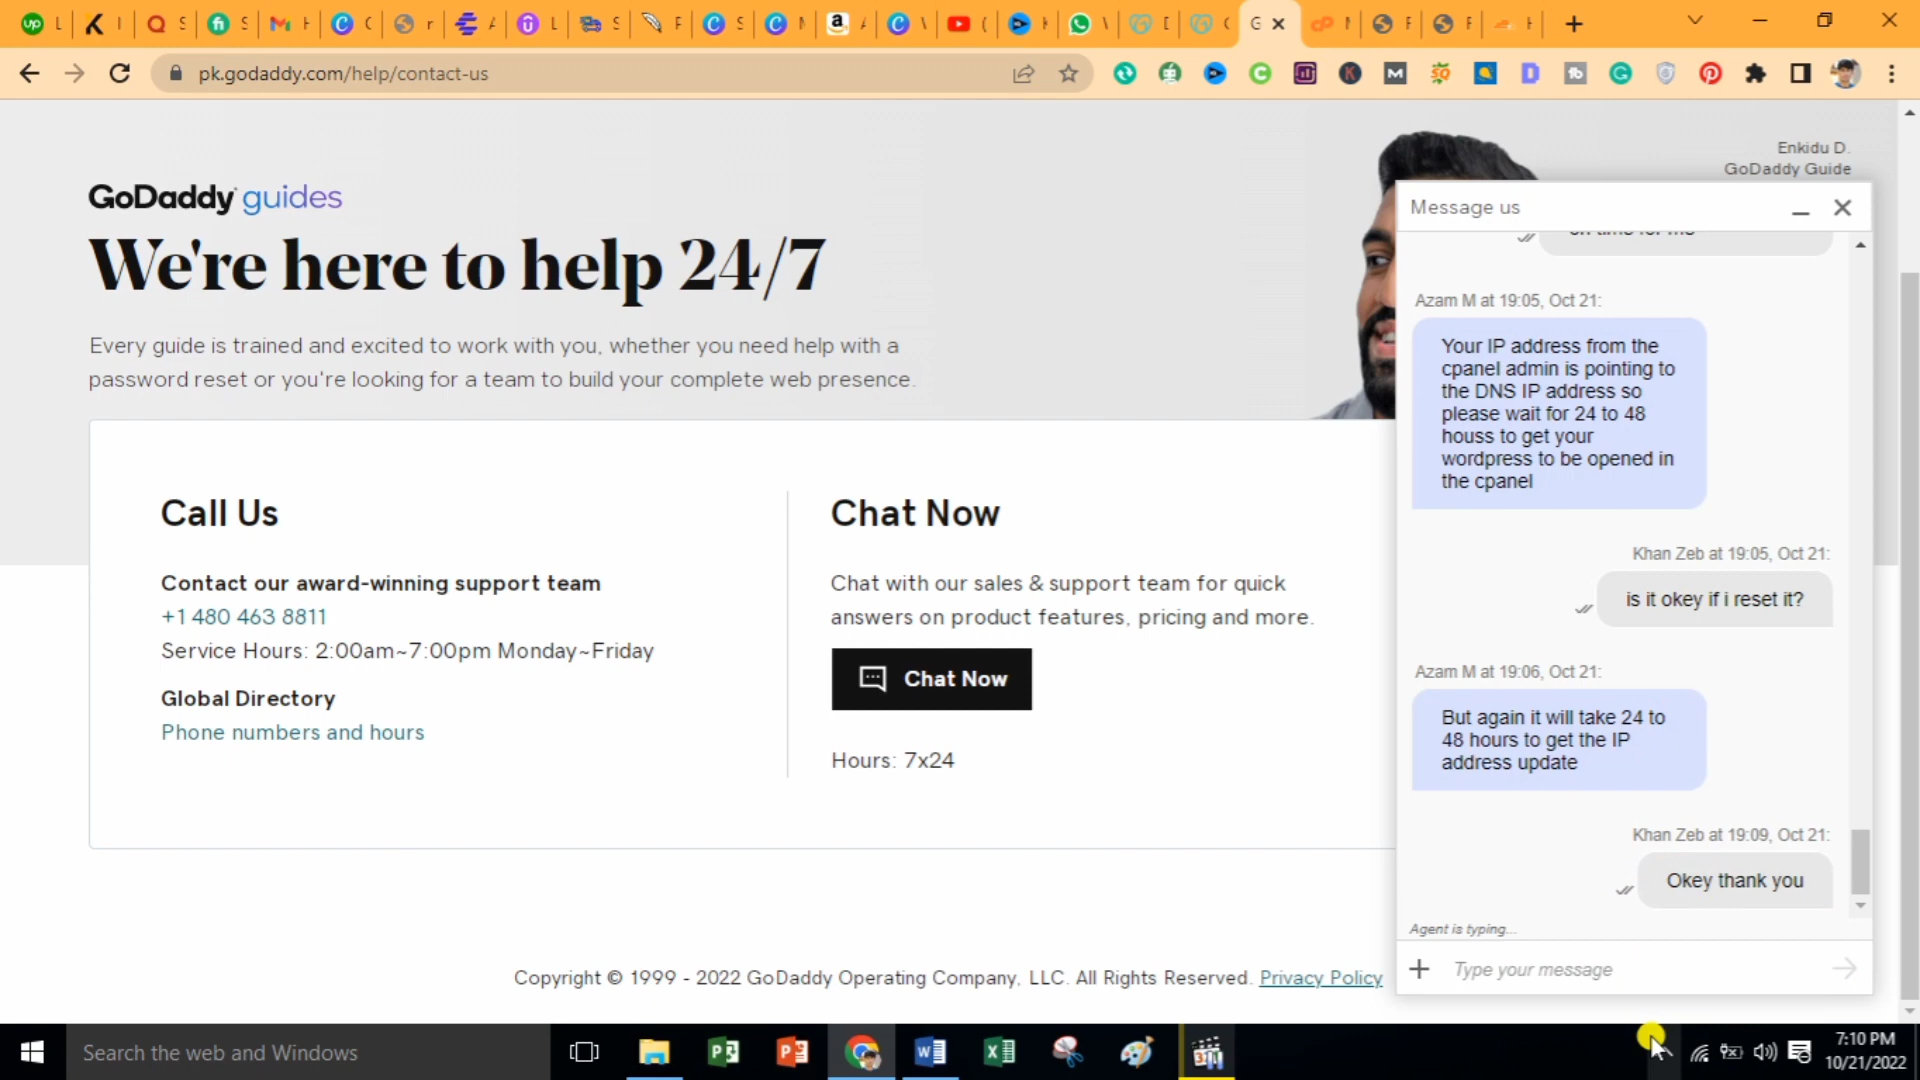 pk.godaddy.com/help/contact-us
Enkidu D.
GoDaddy Guide
GoDaddy guides
We're here to help 24/7
Every guide is trained and excited to work with you, whether you need help with a
password reset or you're looking for a team to build your complete web presence.
Call Us
Contact our award-winning support team
+1 480 463 8811
Service Hours: 2:00am~7:00pm Monday~Friday
Global Directory
Phone numbers and hours
Chat Now
Chat with our sales & support team for quick
answers on product features, pricing and more.
Chat Now
Hours: 7x24
Copyright © 1999 - 2022 GoDaddy Operating Company, LLC. All Rights Reserved. Privacy Policy
Message us
Azam M at 19:05, Oct 21:
Your IP address from the
cpanel admin is pointing to
the DNS IP address so
please wait for 24 to 48
houss to get your
wordpress to be opened in
the cpanel
Khan Zeb at 19:05, Oct 21:
is it okey if i reset it?
Azam M at 19:06, Oct 21:
But again it will take 24 to
48 hours to get the IP
address update
Khan Zeb at 19:09, Oct 21:
Okey thank you
Agent is typing...
Type your message
Search the web and Windows
7:10 PM
10/21/2022